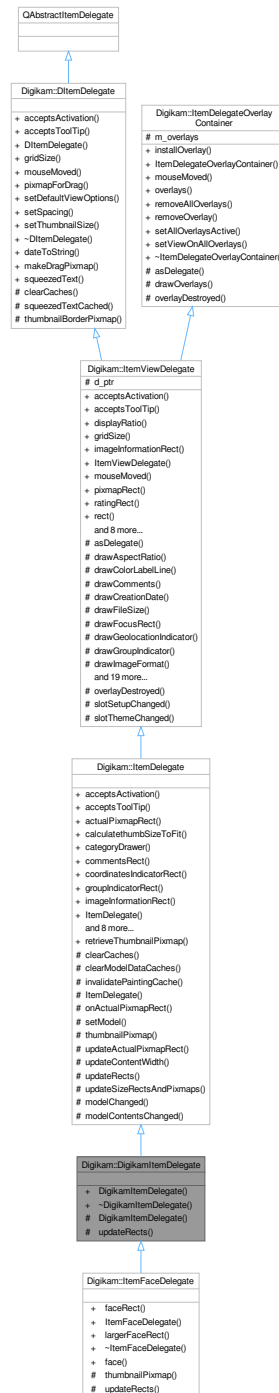 QAbstractItemDelegate
Digikam::DItemDelegate
+ acceptsActivation()
+ acceptsToolTip()
+ DItemDelegate()
+ gridSize()
+ mouseMoved()
+ pixmapForDrag()
+ setDefaultViewOptions()
+ setSpacing()
+ setThumbnailSize()
+ ~DItemDelegate()
+ dateToString()
+ makeDragPixmap()
+ squeezedText()
# clearCaches()
# squeezedTextCached()
# thumbnailBorderPixmap()
Digikam::ItemDelegateOverlay
Container
# m_overlays
+ installOverlay()
+ ItemDelegateOverlayContainer()
+ mouseMoved()
+ overlays()
+ removeAllOverlays()
+ removeOverlay()
+ setAllOverlaysActive()
+ setViewOnAllOverlays()
+ ~ItemDelegateOverlayContainer()
# asDelegate()
# drawOverlays()
# overlayDestroyed()
Digikam::ItemViewDelegate
# d_ptr
+ acceptsActivation()
+ acceptsToolTip()
+ displayRatio()
+ gridSize()
+ imageInformationRect()
+ ItemViewDelegate()
+ mouseMoved()
+ pixmapRect()
+ ratingRect()
+ rect()
and 8 more...
# asDelegate()
# drawAspectRatio()
# drawColorLabelLine()
# drawComments()
# drawCreationDate()
# drawFileSize()
# drawFocusRect()
# drawGeolocationIndicator()
# drawGroupIndicator()
# drawImageFormat()
and 19 more...
# overlayDestroyed()
# slotSetupChanged()
# slotThemeChanged()
Digikam::ItemDelegate
+ acceptsActivation()
+ acceptsToolTip()
+ actualPixmapRect()
+ calculatethumbSizeToFit()
+ categoryDrawer()
+ commentsRect()
+ coordinatesIndicatorRect()
+ groupIndicatorRect()
+ imageInformationRect()
+ ItemDelegate()
and 8 more...
+ retrieveThumbnailPixmap()
# clearCaches()
# clearModelDataCaches()
# invalidatePaintingCache()
# ItemDelegate()
# onActualPixmapRect()
# setModel()
# thumbnailPixmap()
# updateActualPixmapRect()
# updateContentWidth()
# updateRects()
# updateSizeRectsAndPixmaps()
# modelChanged()
# modelContentsChanged()
Digikam::DigikamItemDelegate
+ DigikamItemDelegate()
+ ~DigikamItemDelegate()
# DigikamItemDelegate()
# updateRects()
Digikam::ItemFaceDelegate
+ faceRect()
+ ItemFaceDelegate()
+ largerFaceRect()
+ ~ItemFaceDelegate()
+ face()
# thumbnailPixmap()
# updateRects()